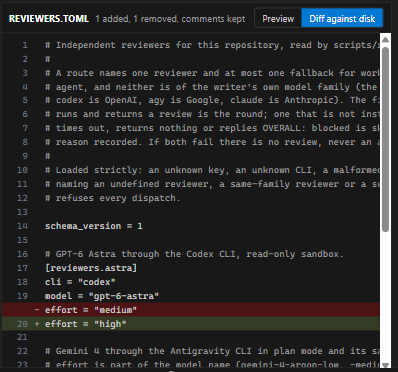 REVIEWERS.TOML 1 added, 1 removed, comments kept Preview Diff against disk
1 # Independent reviewers for this repository, read by scripts/
2 #
3 # A route names one reviewer and at most one fallback for work
4 # agent, and neither is of the writer's own model family (the
5 # codex is OpenAI, agy is Google, claude is Anthropic). The fi
6 # runs and returns a review is the round; one that is not inst
7 # times out, returns nothing or replies OVERALL: blocked is sk
8 # reason recorded. If both fail there is no review, never an a
9 #
10 # Loaded strictly: an unknown key, an unknown CLI, a malformed
11 # naming an undefined reviewer, a same-family reviewer or a se
12 # refuses every dispatch.
13
14 schema_version = 1
15
16 # GPT-6 Astra through the Codex CLI, read-only sandbox.
17 [reviewers.astra]
18 cli = "codex"
19 model = "gpt-6-astra"
- effort = "medium"
20 + effort = "high"
21
22 # Gemini 4 through the Antigravity CLI in plan mode and its sa
23 # effort is part of the model name (gemini-4-argon-low, -mediu